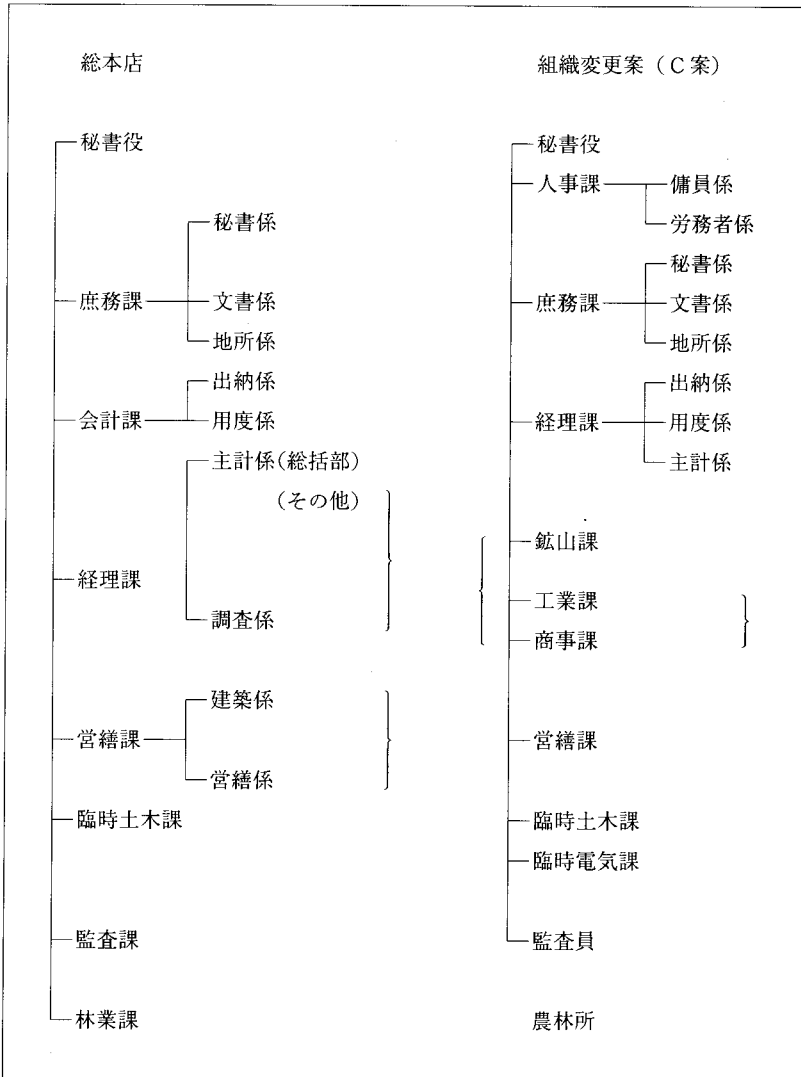 総本店
秘書役
秘書係
庶務課
文書係
地所係
出納係
会計課
用度係
主計係(総括部)
(その他)
経理課
調査係
建築係
営繕課
営繕係
臨時土木課
監査課
林業課
組織変更案(C案)
秘書役
人事課
傭員係
労務者係
秘書係
庶務課
文書係
地所係
出納係
経理課
用度係
主計係
鉱山課
工業課
商事課
営繕課
臨時土木課
臨時電気課
監査員
農林所